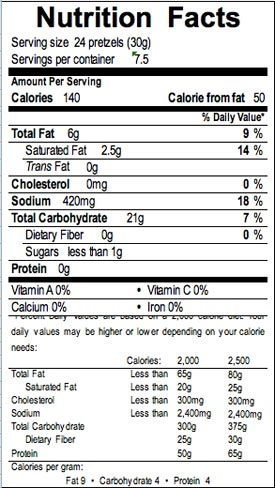 Nutrition Facts
Serving size 24 pretzels (30g)
Servings per container 7.5
Amount Per Serving
Calories 140 Calorie from fat 50
% Daily Value*
Total Fat 6g 9 %
Saturated Fat 2.5g 14 %
Trans Fat 0g
Cholesterol 0mg 0 %
Sodium 420mg 18 %
Total Carbohydrate 21g 7 %
Dietary Fiber 0g 0 %
Sugars less than 1g
Protein 0g
Vitamin A 0% • Vitamin C 0%
Calcium 0% • Iron 0%
Percent Daily Values are based on a 2,000 calorie diet. Your
daily values may be higher or lower depending on your calorie
needs:
Calories: 2,000 2,500
Total Fat Less than 65g 80g
Saturated Fat Less than 20g 25g
Cholesterol Less than 300mg 300mg
Sodium Less than 2,400mg 2,400mg
Total Carbohydrate 300g 375g
Dietary Fiber 25g 30g
Protein 50g 65g
Calories per gram:
Fat 9 • Carbohydrate 4 • Protein 4